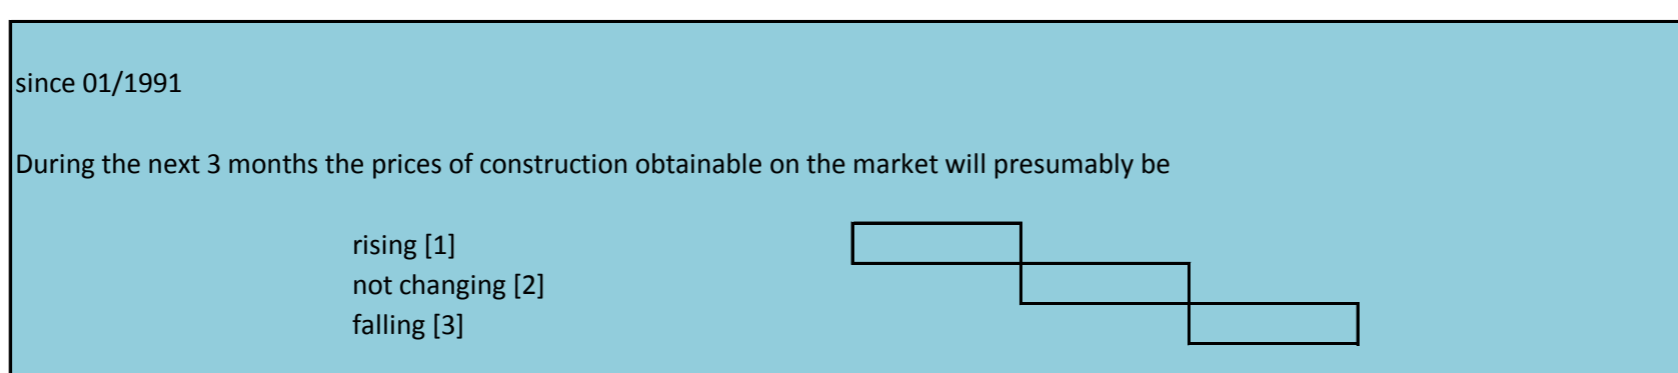 since 01/1991
During the next 3 months the prices of construction obtainable on the market will presumably be
rising [1]
not changing [2]
falling [3]